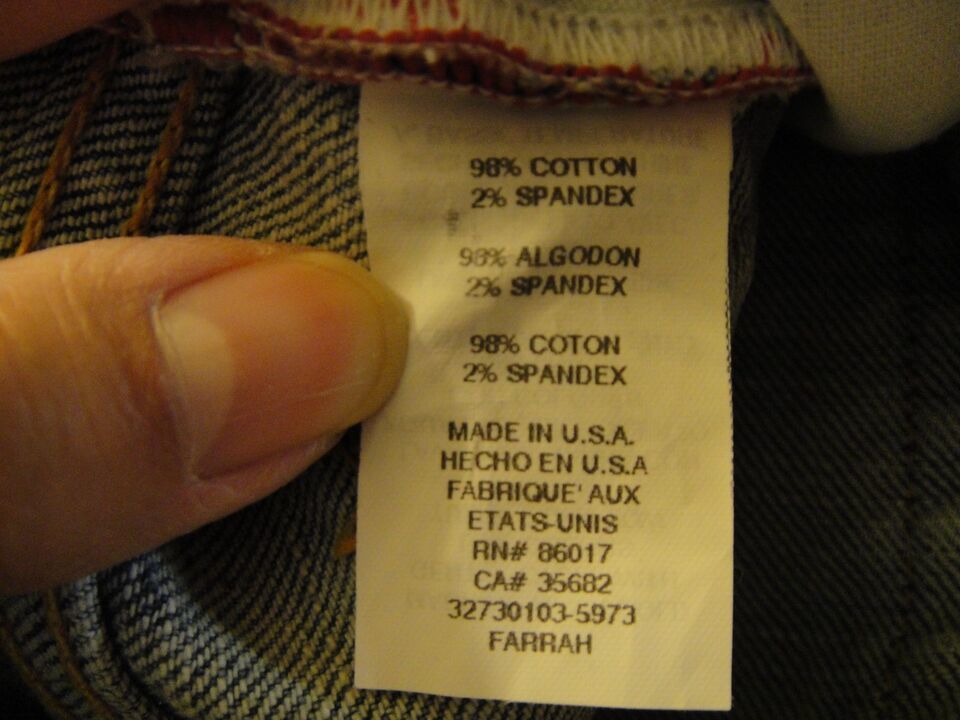 98% COTTON
2% SPANDEX
98% ALGODON
2% SPANDEX
98% COTON
2% SPANDEX
MADE IN U.S.A.
HECHO EN U.S.A
FABRIQUE' AUX
ETATS-UNIS
RN# 86017
CA# 35682
32730103-5973
FARRAH